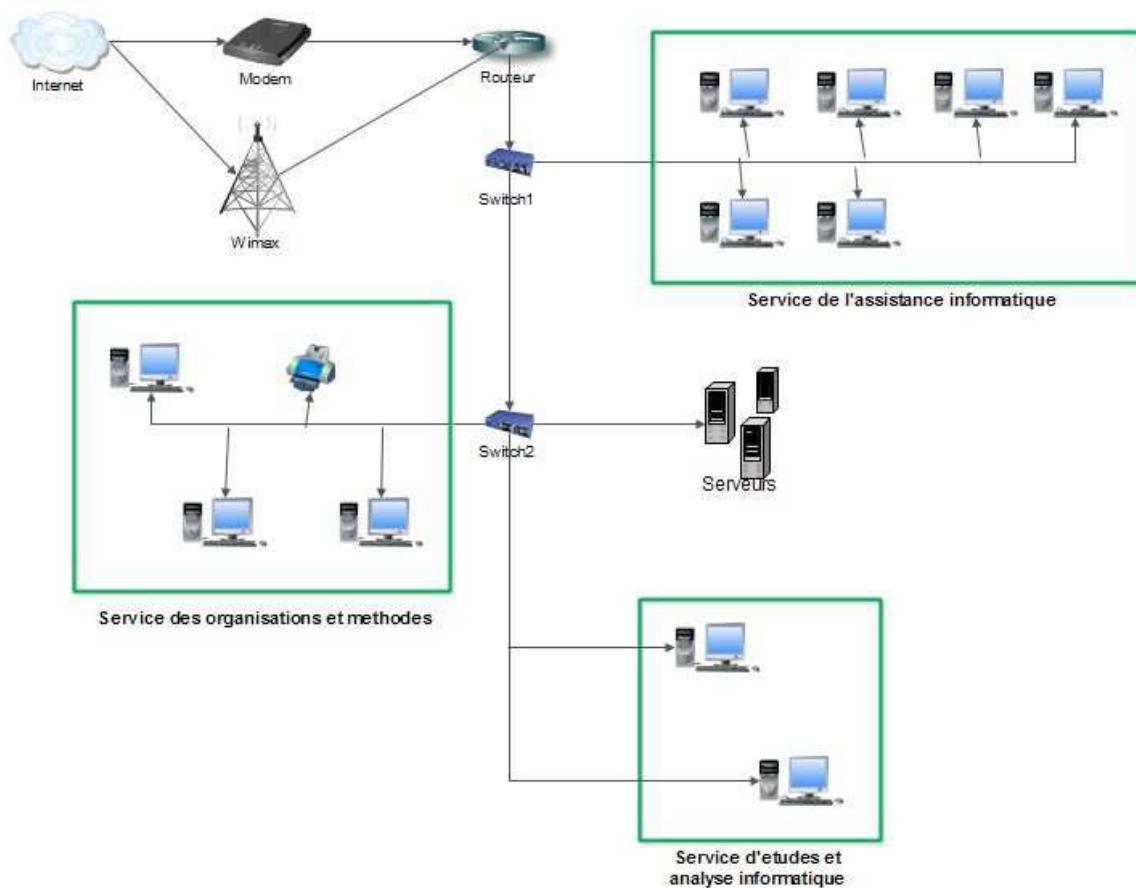 Internet
Modem
Routeur
Wimax
Switch1
Service de l'assistance informatique
Switch2
Serveurs
Service des organisations et methodes
Service d'etudes et
analyse informatique